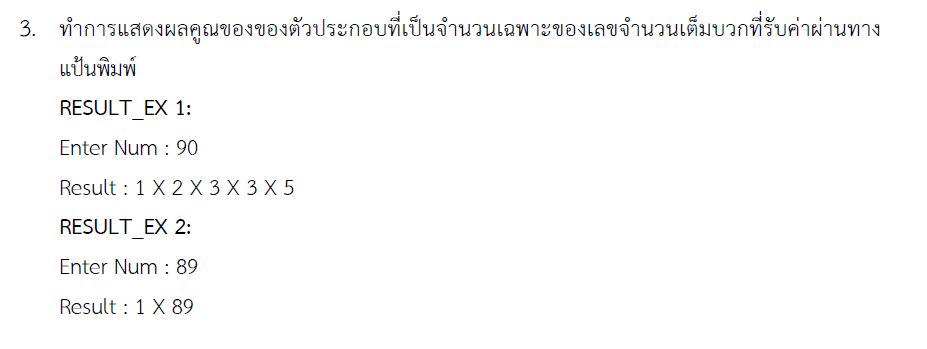 3. ทำการแสดงผลคูณของของตัวประกอบที่เป็นจำนวนเฉพาะของเลขจำนวนเต็มบวกที่รับค่าผ่านทาง
แป้นพิมพ์
RESULT_EX 1:
Enter Num : 90
Result : 1 X 2 X 3 X 3 X 5
RESULT_EX 2:
Enter Num : 89
Result : 1 X 89